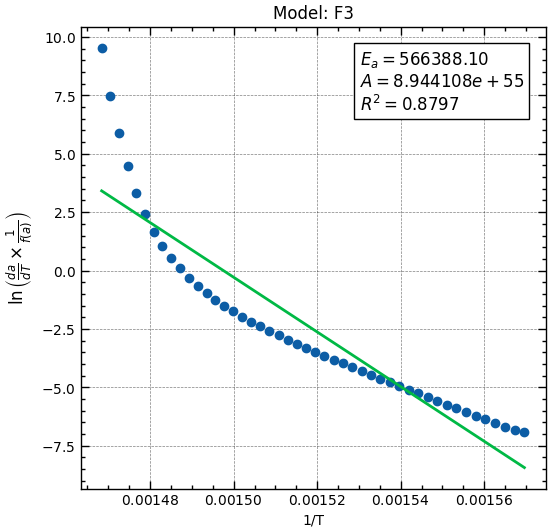 Model: F3
E_a = 566388.10
A = 8.944108e + 55
R^2 = 0.8797
10.0
7.5
5.0
2.5
0.0
−2.5
−5.0
−7.5
ln(da/dT × 1/f(a))
0.00148 0.00150 0.00152 0.00154 0.00156
1/T